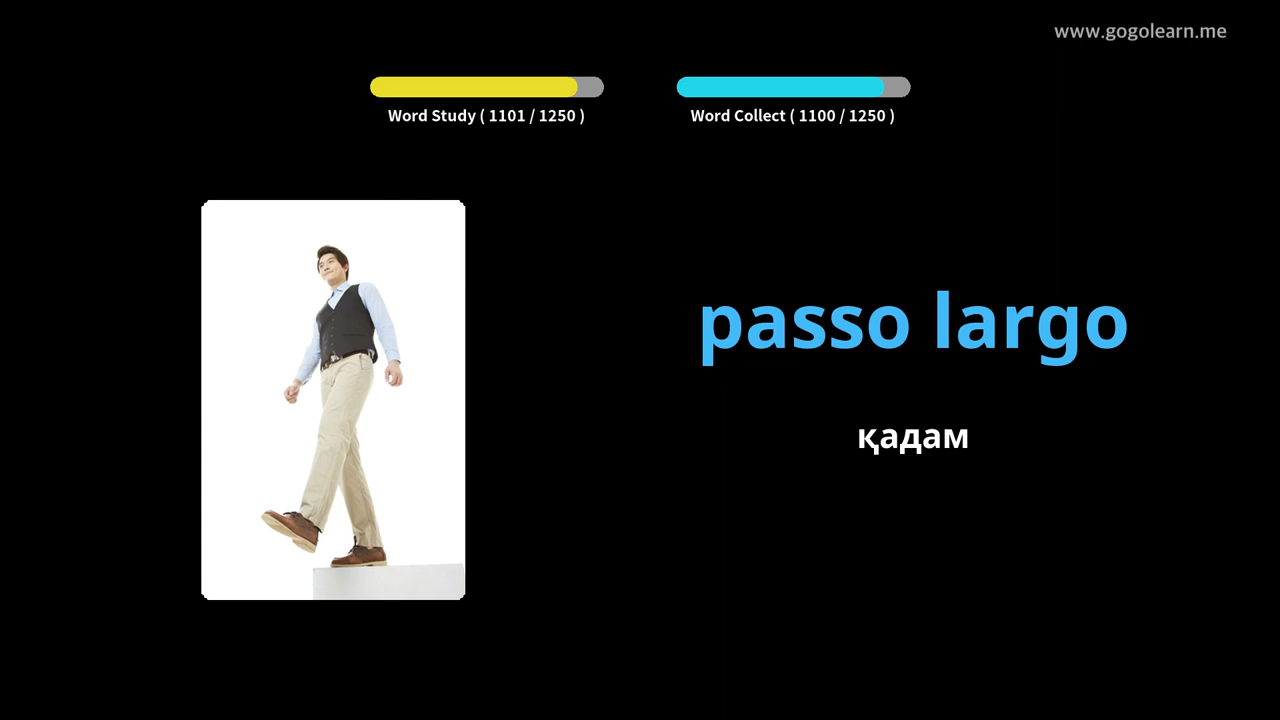 www.gogolearn.me
Word Study ( 1101 / 1250 )
Word Collect ( 1100 / 1250 )
passo largo
қадам